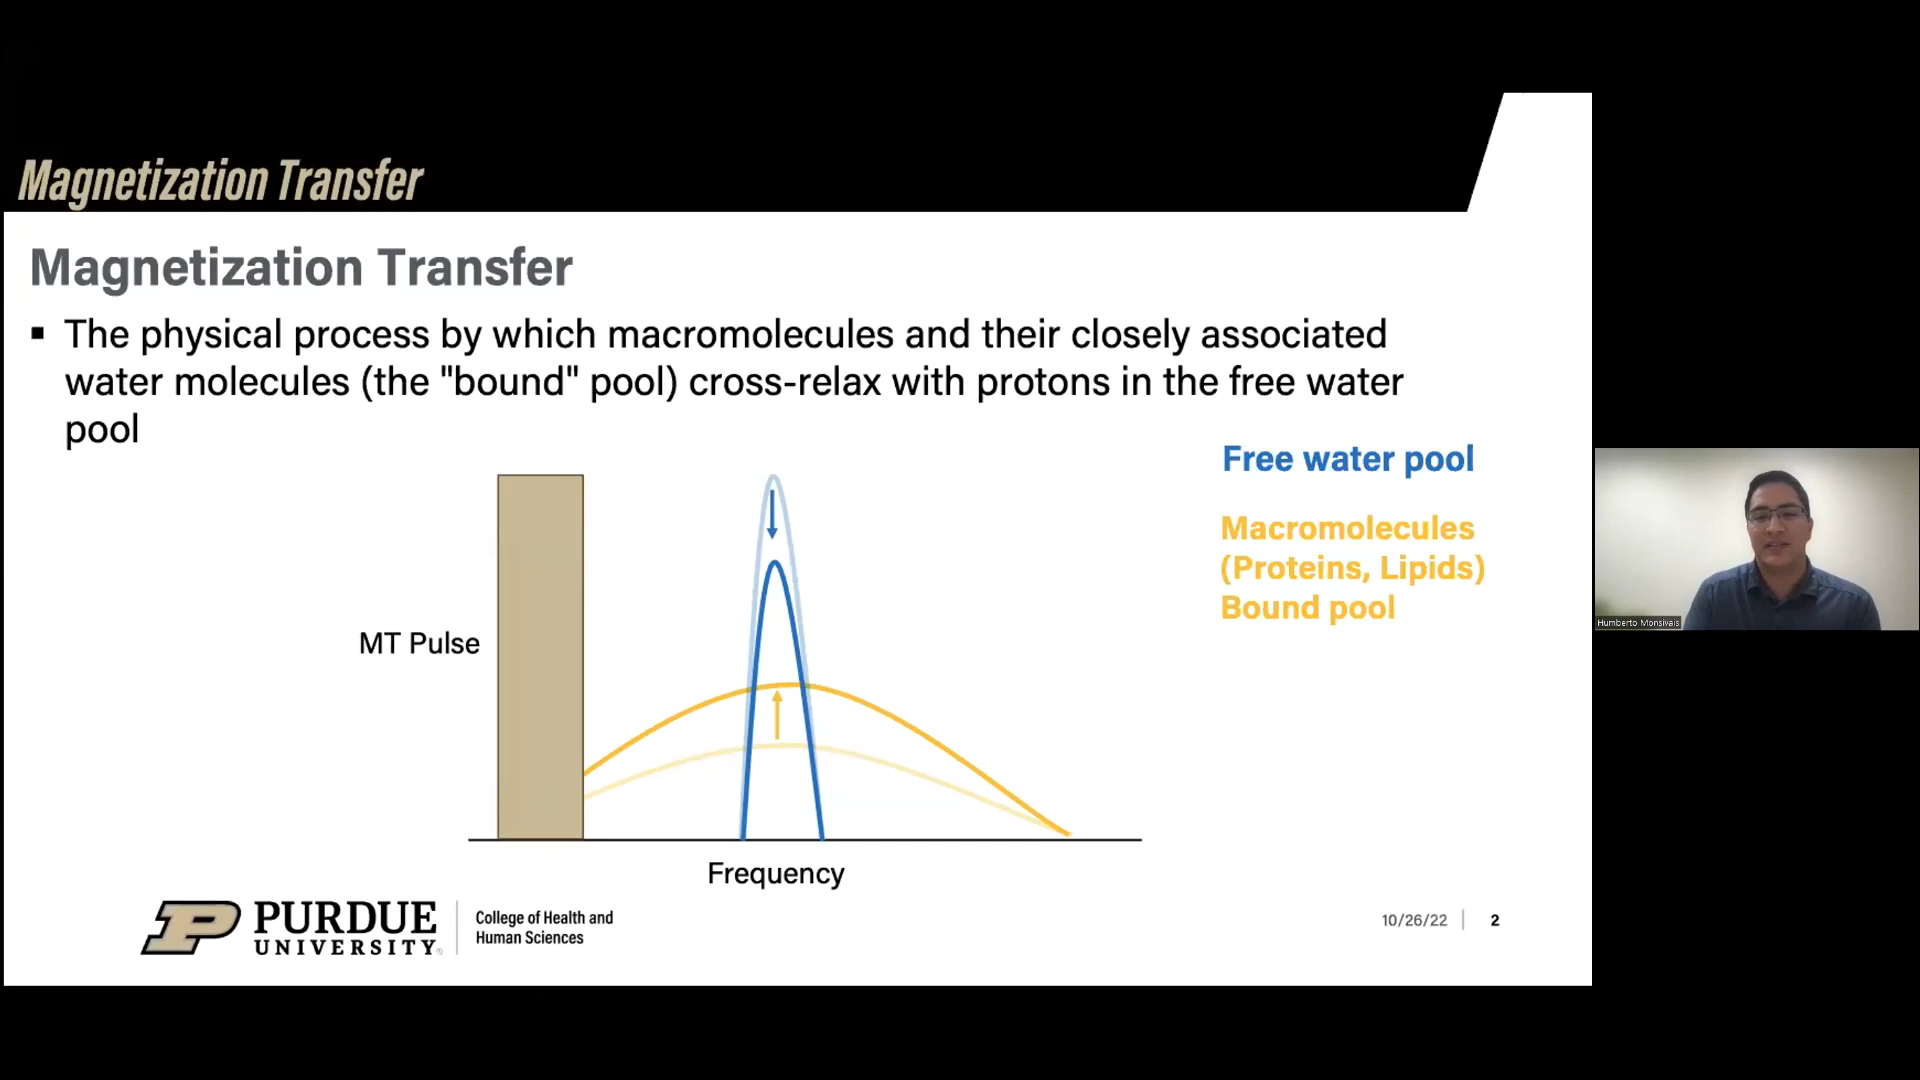 Magnetization Transfer
Magnetization Transfer
▪ The physical process by which macromolecules and their closely associated
water molecules (the "bound" pool) cross-relax with protons in the free water
pool
Free water pool
Macromolecules
(Proteins, Lipids)
Bound pool
MT Pulse
Frequency
PURDUE
UNIVERSITY®
College of Health and
Human Sciences
10/26/22
2
Humberto Monsivais